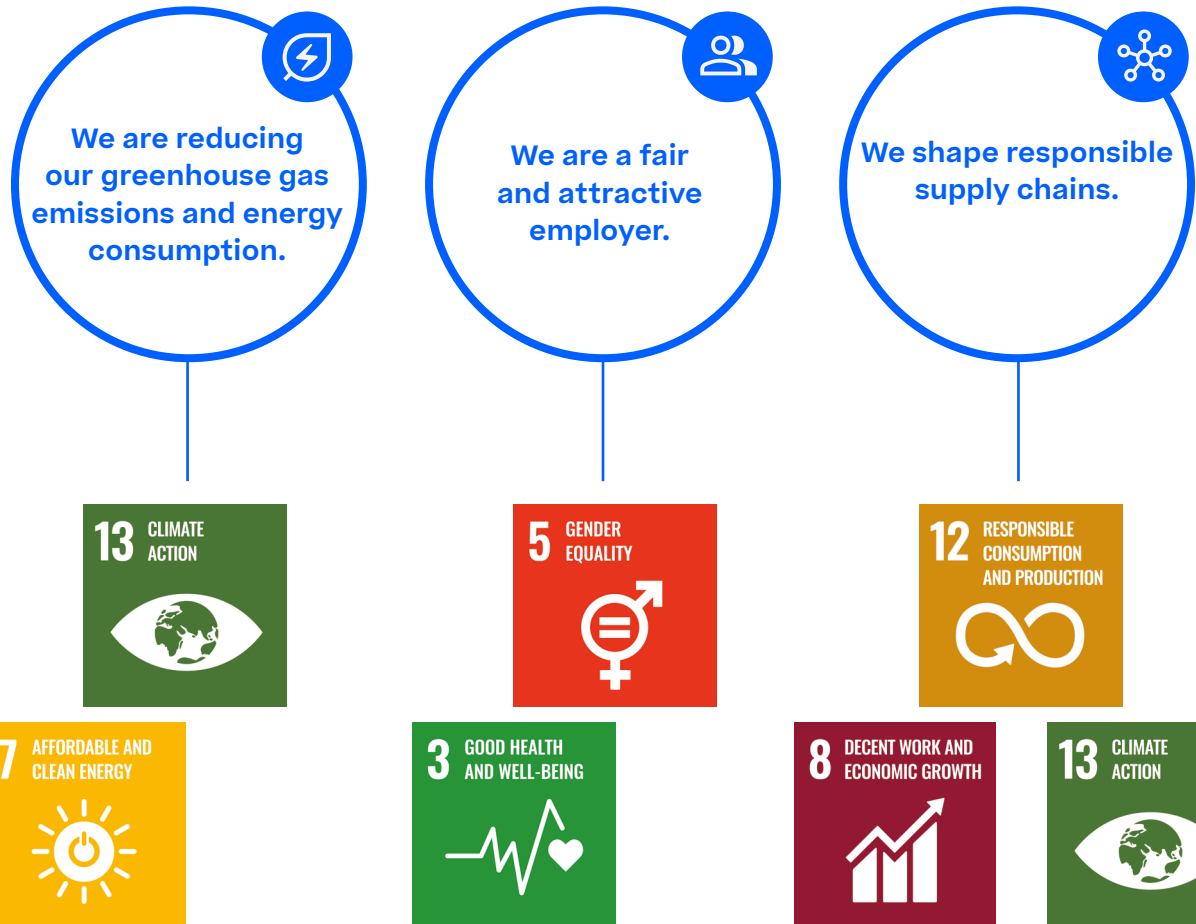 We are reducing
our greenhouse gas
emissions and energy
consumption.
We are a fair
and attractive
employer.
We shape responsible
supply chains.
13 CLIMATE
ACTION
5 GENDER
EQUALITY
12 RESPONSIBLE
CONSUMPTION
AND PRODUCTION
7 AFFORDABLE AND
CLEAN ENERGY
3 GOOD HEALTH
AND WELL-BEING
8 DECENT WORK AND
ECONOMIC GROWTH
13 CLIMATE
ACTION